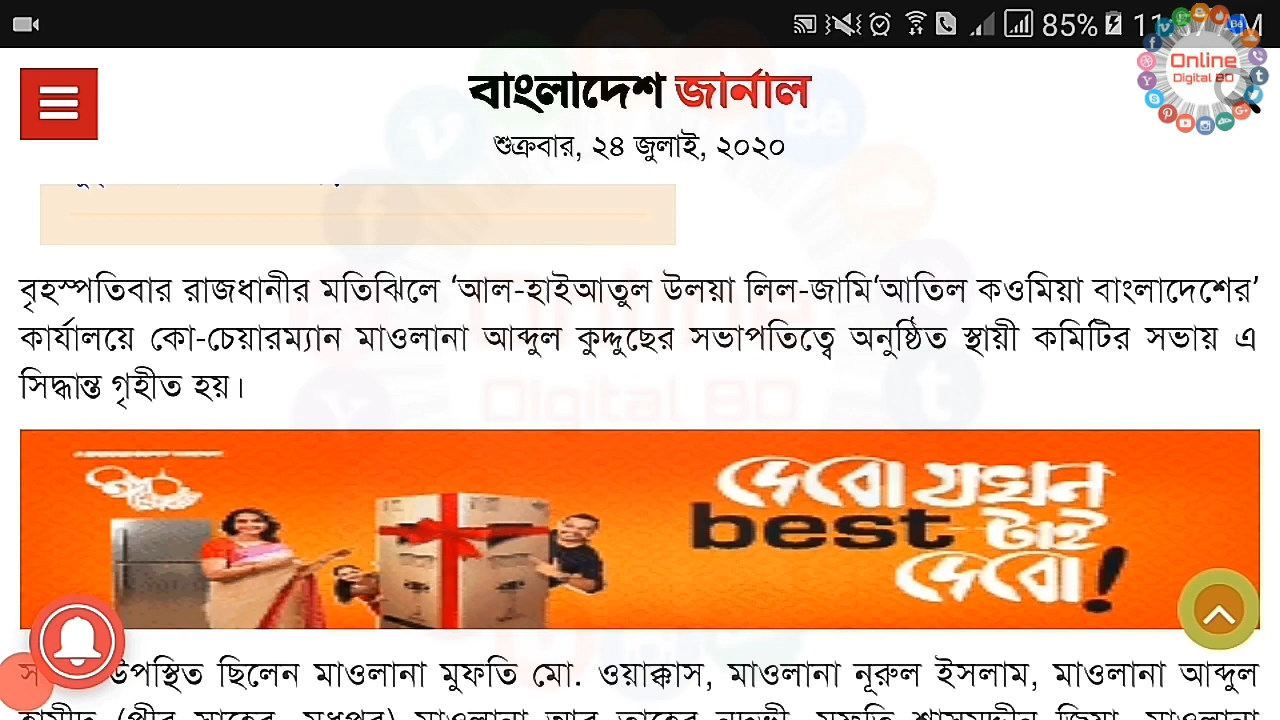 85%
Online
Digital BD
বাংলাদেশ জার্নাল
শুক্রবার, ২৪ জুলাই, ২০২০
বৃহস্পতিবার রাজধানীর মতিঝিলে ‘আল-হাইআতুল উলয়া লিল-জামি‘আতিল কওমিয়া বাংলাদেশের’
কার্যালয়ে কো-চেয়ারম্যান মাওলানা আব্দুল কুদ্দুছের সভাপতিত্বে অনুষ্ঠিত স্থায়ী কমিটির সভায় এ
সিদ্ধান্ত গৃহীত হয়।
দেবো যখন
best টাই
দেবো!
উপস্থিত ছিলেন মাওলানা মুফতি মো. ওয়াক্কাস, মাওলানা নূরুল ইসলাম, মাওলানা আব্দুল